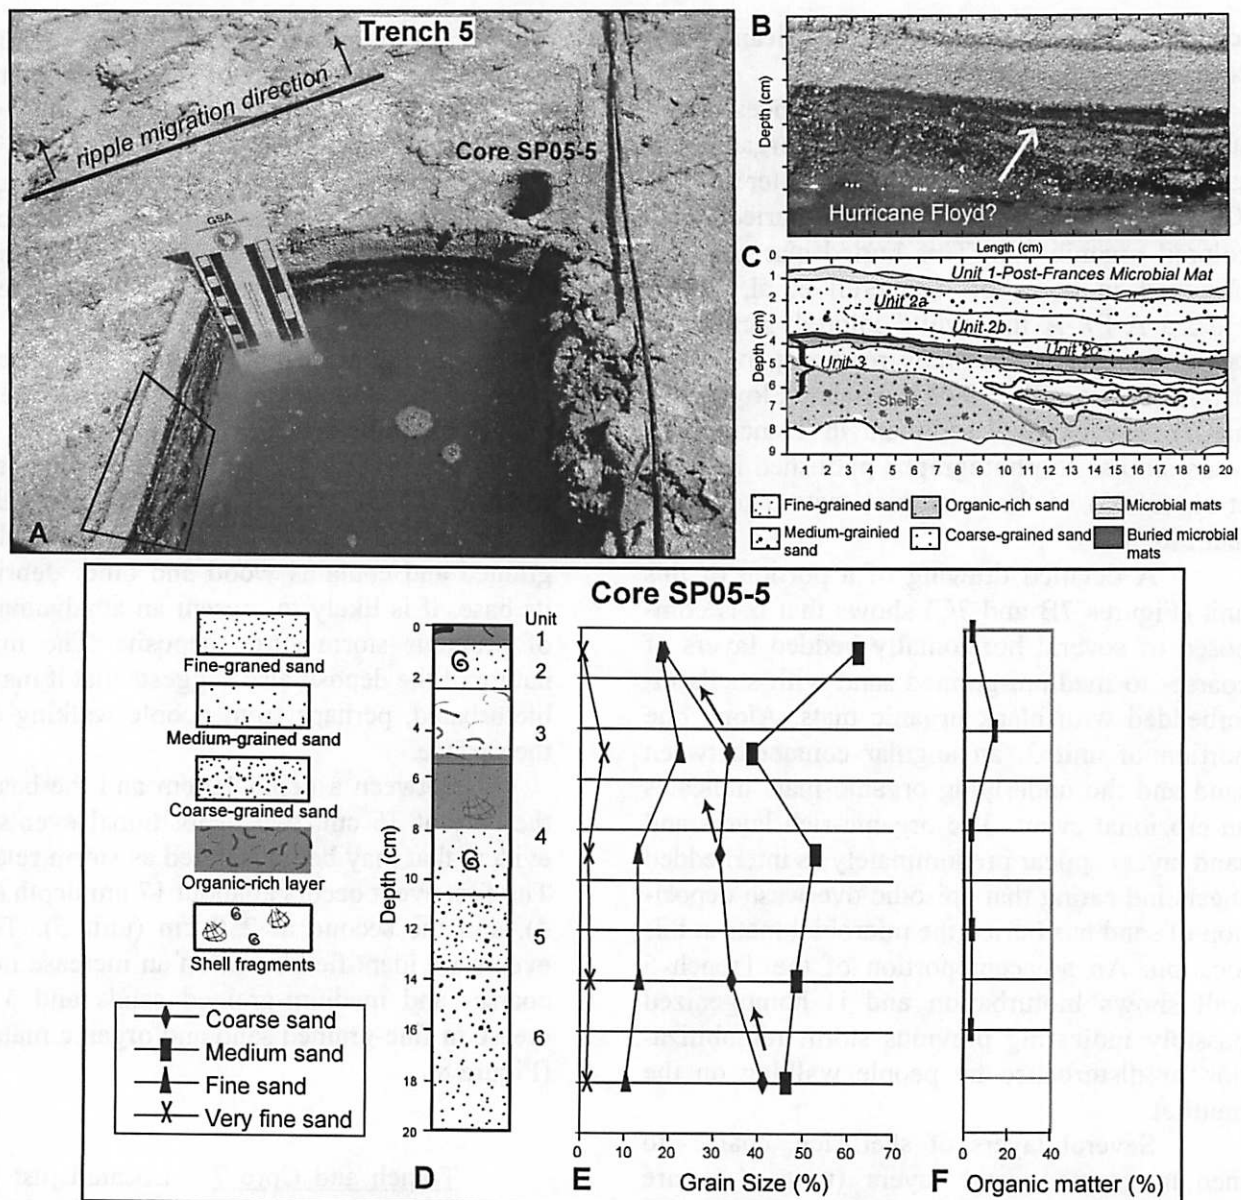 Trench 5
ripple migration direction
Core SP05-5
GSA
A
B
Depth (cm)
Hurricane Floyd?
Length (cm)
C
0
1
2
3
4
5
6
7
8
9
Depth (cm)
Unit 1-Post-Frances Microbial Mat
Unit 2a
Unit 2b
Unit 2c
Unit 3
Shells
1 2 3 4 5 6 7 8 9 10 11 12 13 14 15 16 17 18 19 20
Fine-grained sand
Organic-rich sand
Microbial mats
Medium-grainied
sand
Coarse-grained sand
Buried microbial
mats
Core SP05-5
Fine-graned sand
Medium-grained sand
Coarse-grained sand
Organic-rich layer
Shell fragments
Coarse sand
Medium sand
Fine sand
Very fine sand
Unit
0
2
4
6
8
10
12
14
16
18
20
Depth (cm)
1
2
3
4
5
6
D
E
0 10 20 30 40 50 60 70
Grain Size (%)
F
0 20 40
Organic matter (%)